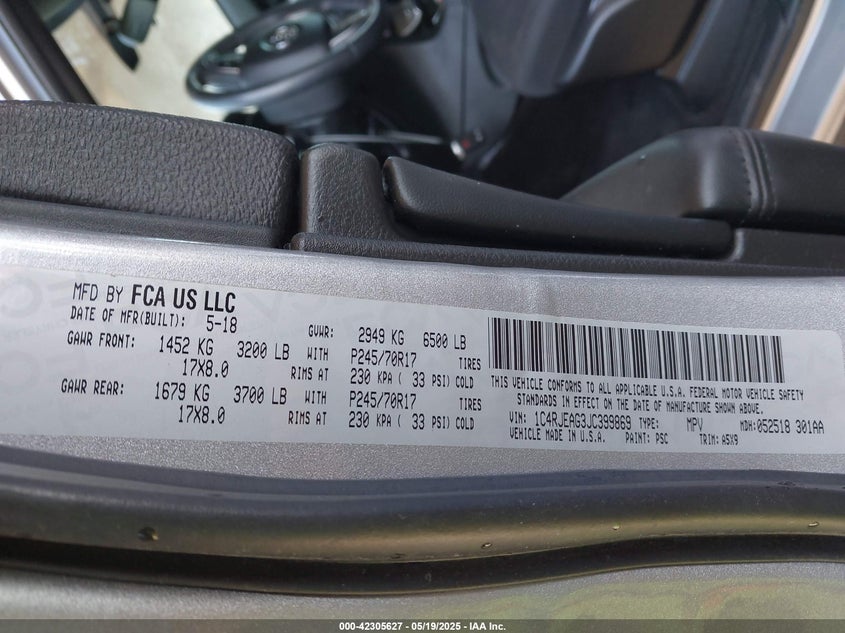 MFD BY FCA US LLC
DATE OF MFR(BUILT): 5-18 GVWR: 2949 KG 6500 LB
GAWR FRONT: 1452 KG 3200 LB WITH P245/70R17 TIRES
17X8.0 RIMS AT 230 KPA ( 33 PSI) COLD
GAWR REAR: 1679 KG 3700 LB WITH P245/70R17 TIRES
17X8.0 RIMS AT 230 KPA ( 33 PSI) COLD
THIS VEHICLE CONFORMS TO ALL APPLICABLE U.S.A. FEDERAL MOTOR VEHICLE SAFETY
STANDARDS IN EFFECT ON THE DATE OF MANUFACTURE SHOWN ABOVE.
VIN: 1C4RJEAG3JC399869 TYPE: MPV MDH: 052518 301AA
VEHICLE MADE IN U.S.A. PAINT: PSC TRIM: A5X9
000-42305627 - 05/19/2025 - IAA Inc.